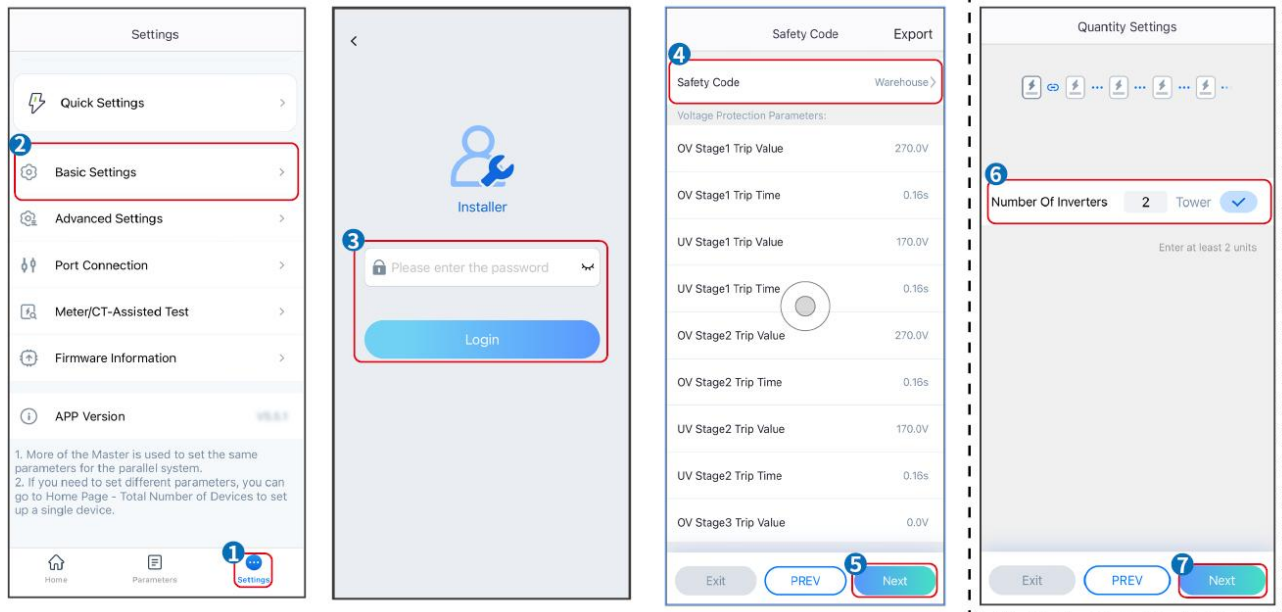 Settings
Quick Settings
2
Basic Settings
Advanced Settings
Port Connection
Meter/CT-Assisted Test
Firmware Information
APP Version
1. More of the Master is used to set the same
parameters for the parallel system.
2. If you need to set different parameters, you can
go to Home Page - Total Number of Devices to set
up a single device.
1
Home
Parameters
Settings
Installer
3
Please enter the password
Login
Safety Code Export
4
Safety Code Warehouse
Voltage Protection Parameters:
OV Stage1 Trip Value 270.0V
OV Stage1 Trip Time 0.16s
UV Stage1 Trip Value 170.0V
UV Stage1 Trip Time 0.16s
OV Stage2 Trip Value 270.0V
OV Stage2 Trip Time 0.16s
UV Stage2 Trip Value 170.0V
UV Stage2 Trip Time 0.16s
OV Stage3 Trip Value 0.0V
5
Exit PREV Next
Quantity Settings
6
Number Of Inverters 2 Tower
Enter at least 2 units
7
Exit PREV Next